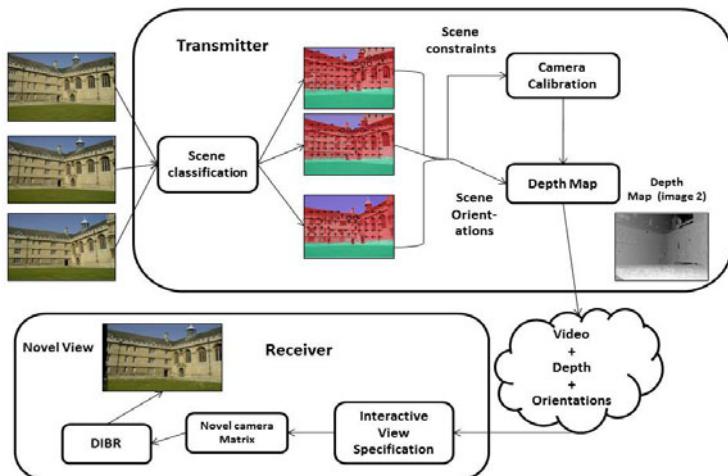 Transmitter
Scene
constraints
Camera
Calibration
Scene
classification
Depth Map
Scene
Orient-
ations
Depth
Map (image 2)
Video
+
Depth
+
Orientations
Novel View
Receiver
Interactive
View
Specification
Novel camera
Matrix
DIBR